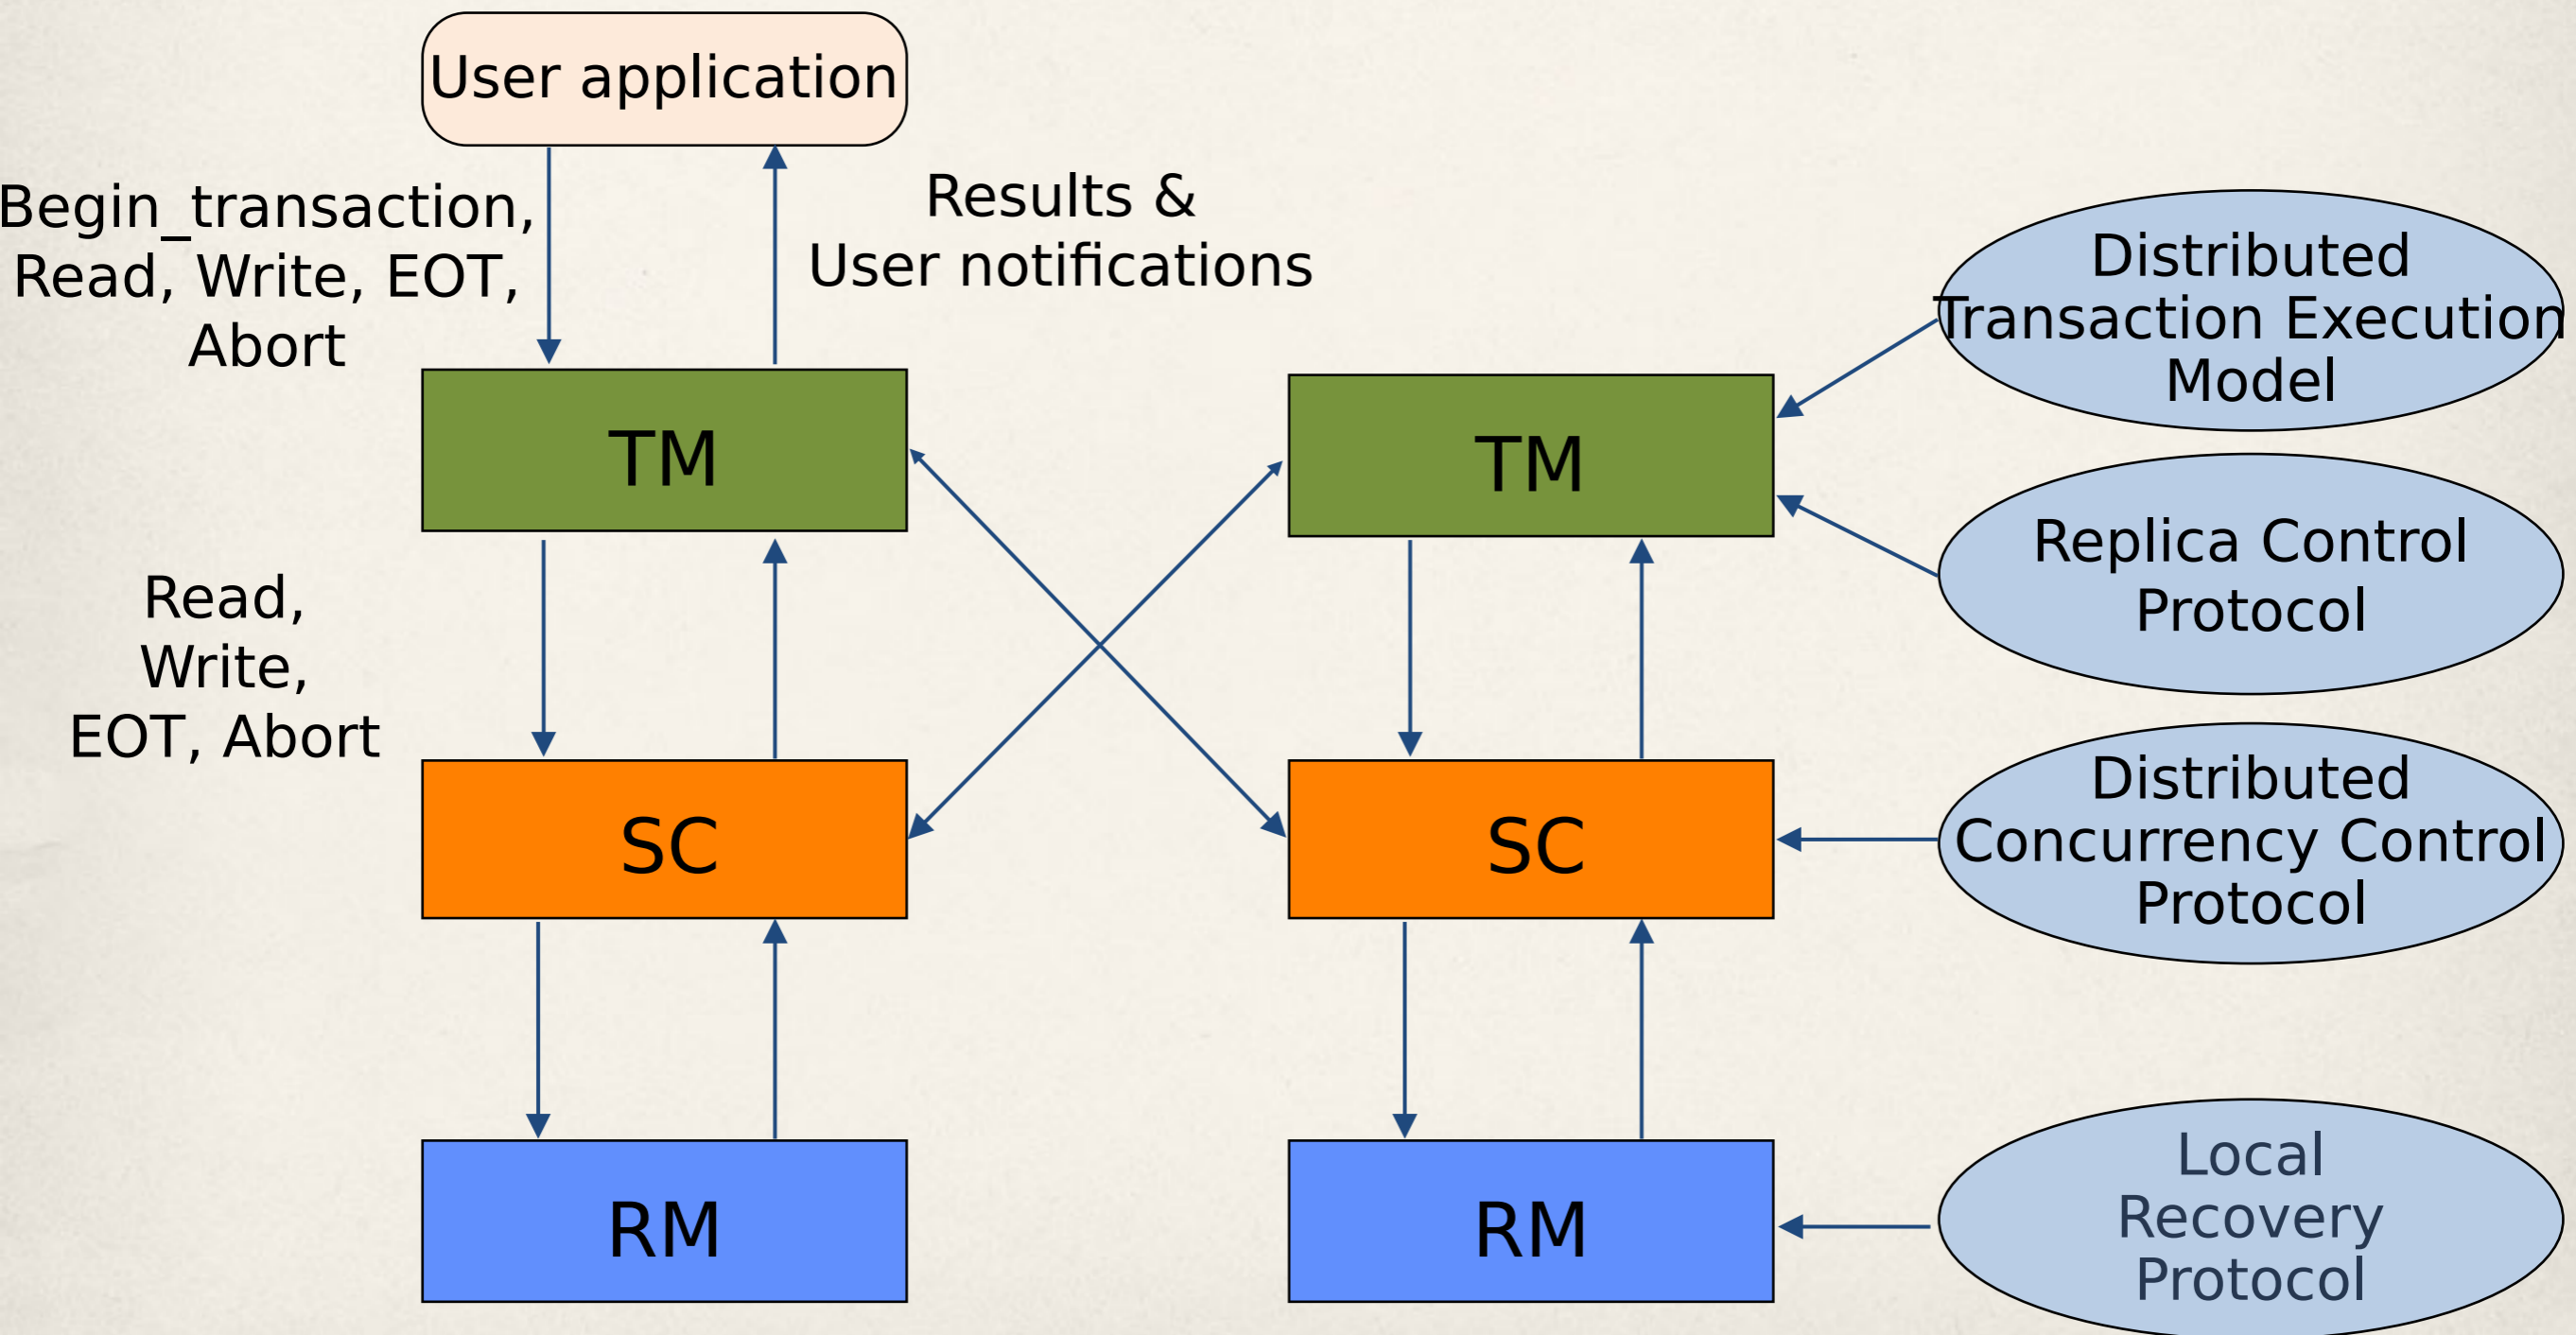 User application
Begin_transaction,
Read, Write, EOT,
Abort
Results &
User notifications
TM
TM
Distributed
Transaction Execution
Model
Replica Control
Protocol
Read,
Write,
EOT, Abort
SC
SC
Distributed
Concurrency Control
Protocol
RM
RM
Local
Recovery
Protocol